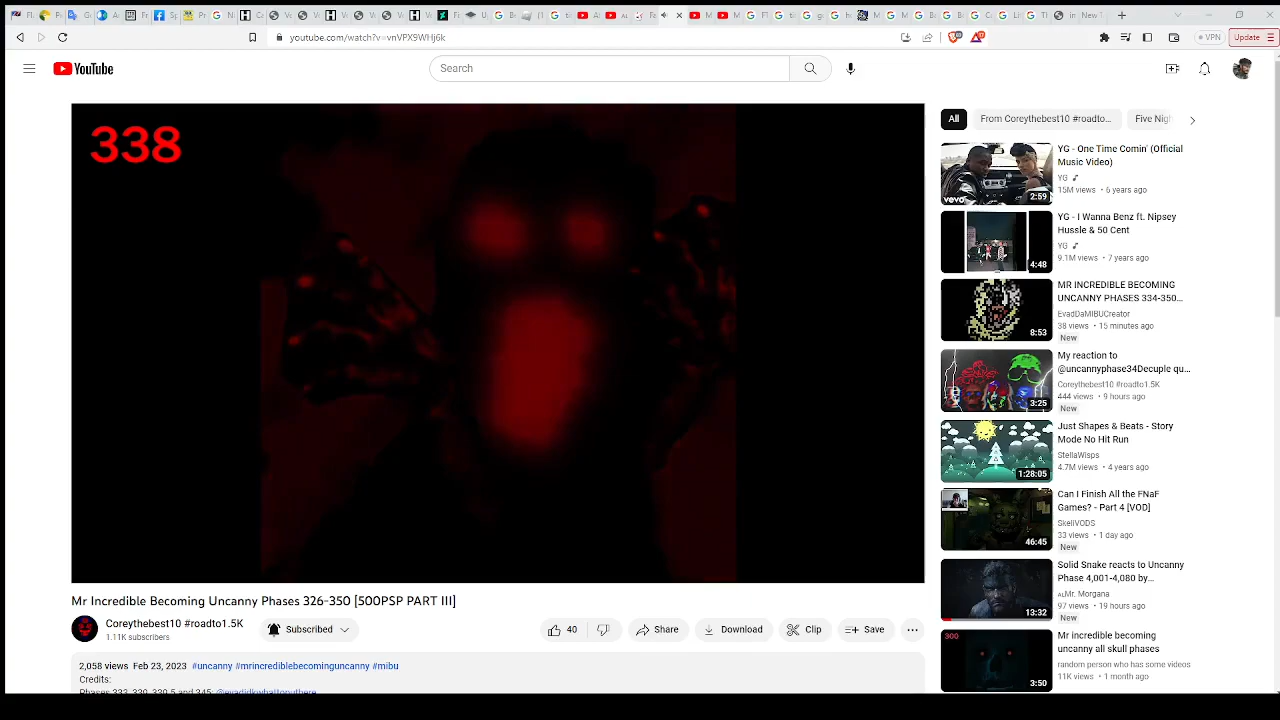 youtube.com/watch?v=vnVPX9WHj6k
VPN
Update
YouTube
Search
338
Mr Incredible Becoming Uncanny Phases 326-350 [500PSP PART III]
Coreythebest10 #roadto1.5K
1.11K subscribers
Subscribed
40
Share
Download
Clip
Save
2,058 views Feb 23, 2023 #uncanny #mrincrediblebecominguncanny #mibu
Credits:
All
From Coreythebest10 #roadto...
Five Nigh
YG - One Time Comin' (Official
Music Video)
YG
15M views • 6 years ago
vevo
2:59
YG - I Wanna Benz ft. Nipsey
Hussle & 50 Cent
YG
9.1M views • 7 years ago
4:48
MR INCREDIBLE BECOMING
UNCANNY PHASES 334-350...
EvadDaMIBUCreator
38 views • 15 minutes ago
New
8:53
My reaction to
@uncannyphase34Decuple qu...
Coreythebest10 #roadto1.5K
444 views • 9 hours ago
New
3:25
Just Shapes & Beats - Story
Mode No Hit Run
StellaWisps
4.7M views • 4 years ago
1:28:05
Can I Finish All the FNaF
Games? - Part 4 [VOD]
SkellVODS
33 views • 1 day ago
New
46:45
Solid Snake reacts to Uncanny
Phase 4,001-4,080 by...
Mr. Morgana
97 views • 19 hours ago
New
13:32
Mr incredible becoming
uncanny all skull phases
random person who has some videos
11K views • 1 month ago
300
3:50